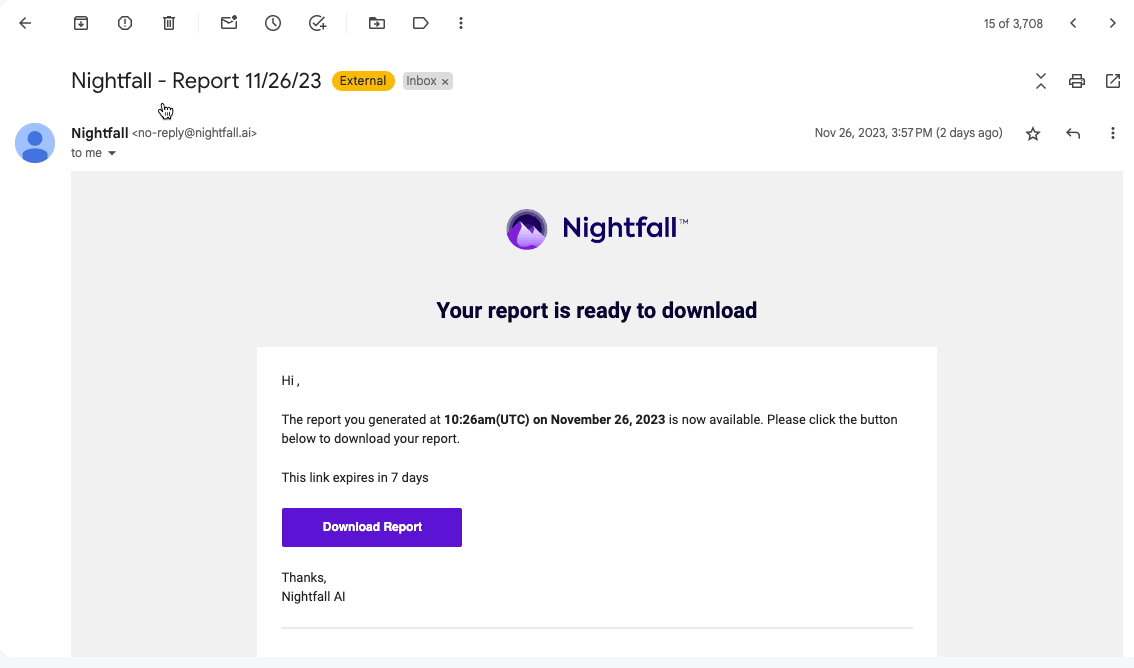 15 of 3,708
Nightfall - Report 11/26/23 External Inbox ×
Nightfall <no-reply@nightfall.ai> Nov 26, 2023, 3:57 PM (2 days ago)
to me
Nightfall™
Your report is ready to download
Hi ,
The report you generated at 10:26am(UTC) on November 26, 2023 is now available. Please click the button
below to download your report.
This link expires in 7 days
Download Report
Thanks,
Nightfall AI